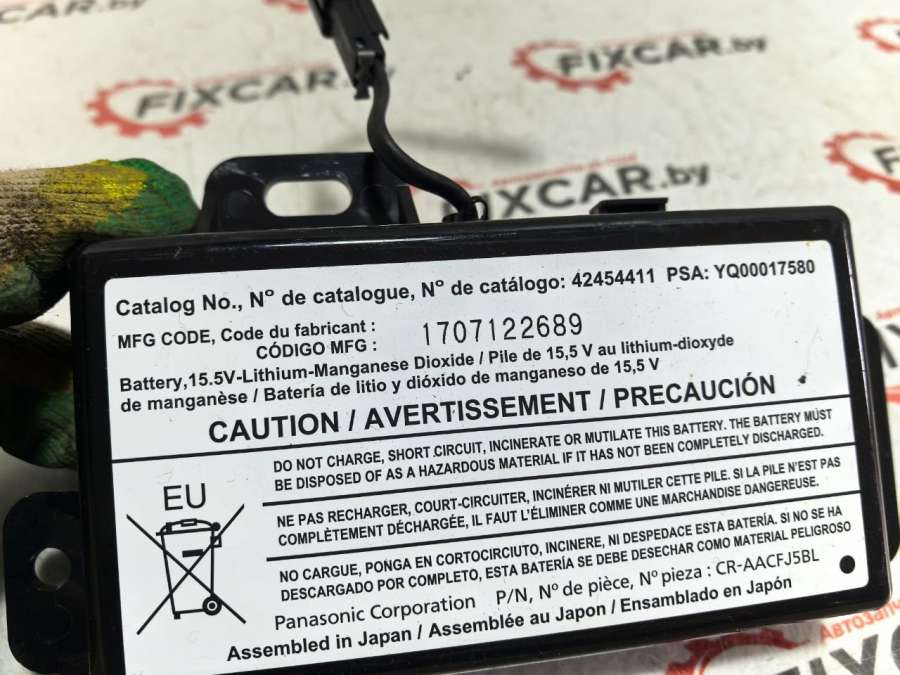 FIXCAR.by
FIXCAR.by
FIXCAR.by
Catalog No., Nº de catalogue, Nº de catálogo: 42454411 PSA: YQ00017580
MFG CODE, Code du fabricant :
CÓDIGO MFG : 1707122689
Battery,15.5V-Lithium-Manganese Dioxide / Pile de 15,5 V au lithium-dioxyde
de manganèse / Batería de litio y dióxido de manganeso de 15,5 V
CAUTION / AVERTISSEMENT / PRECAUCIÓN
DO NOT CHARGE, SHORT CIRCUIT, INCINERATE OR MUTILATE THIS BATTERY. THE BATTERY MUST
BE DISPOSED OF AS A HAZARDOUS MATERIAL IF IT HAS NOT BEEN COMPLETELY DISCHARGED.
EU
NE PAS RECHARGER, COURT-CIRCUITER, INCINÉRER NI MUTILER CETTE PILE. SI LA PILE N'EST PAS
COMPLÈTEMENT DÉCHARGÉE, IL FAUT L'ÉLIMINER COMME UNE MARCHANDISE DANGEREUSE.
NO CARGUE, PONGA EN CORTOCIRCIUTO, INCINERE, NI DESPEDACE ESTA BATERÍA. SI NO SE HA
DESCARGADO POR COMPLETO, ESTA BATERÍA SE DEBE DESECHAR COMO MATERIAL PELIGROSO
Panasonic Corporation P/N, Nº de pièce, Nº pieza : CR-AACFJ5BL
Assembled in Japan / Assemblée au Japon / Ensamblado en Japón
АвтоЗапч
FIXCAR